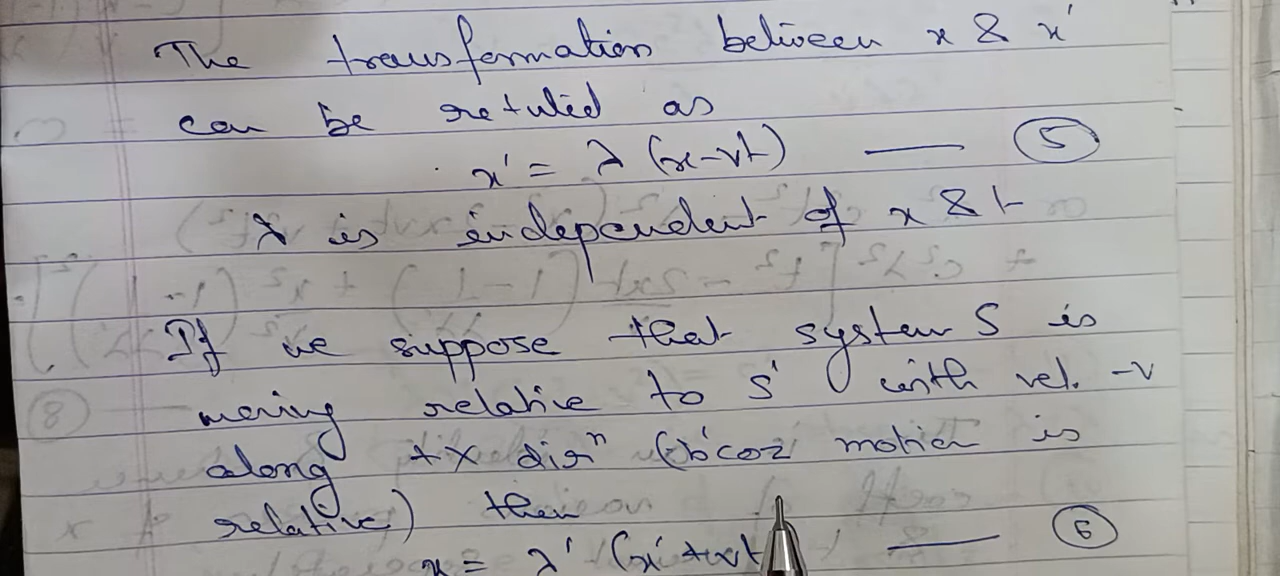 The transformation between x & x'
can be related as
x' = λ (x-vt) — (5)
λ is independent of x & t
If we suppose that system S is
moving relative to S' with vel. -v
along +X dirⁿ (b'coz motion is
relative) then
x = λ' (x'+vt — (6)